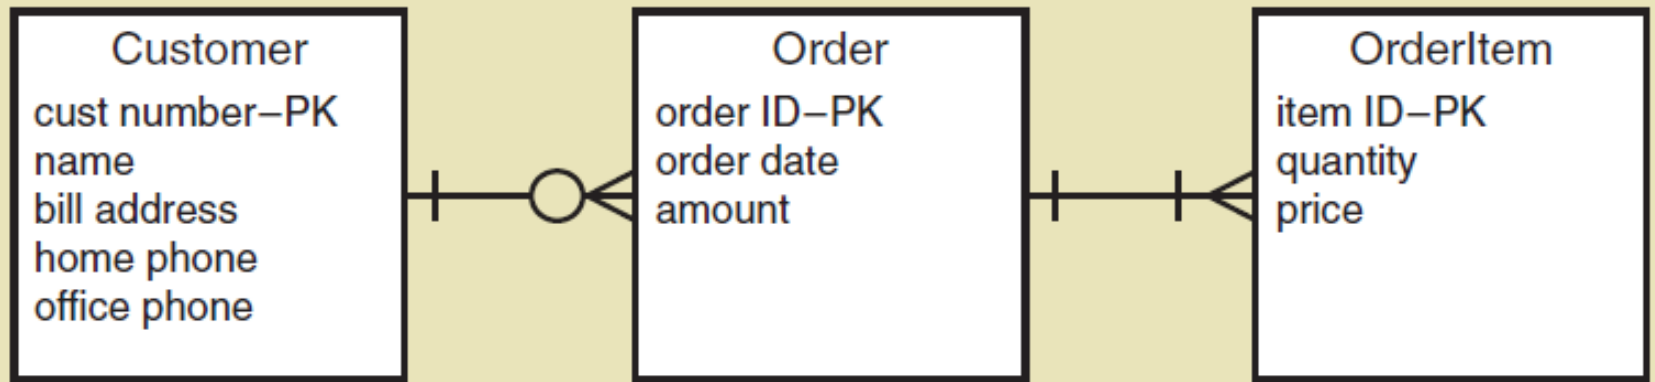 Customer
cust number–PK
name
bill address
home phone
office phone
Order
order ID–PK
order date
amount
OrderItem
item ID–PK
quantity
price